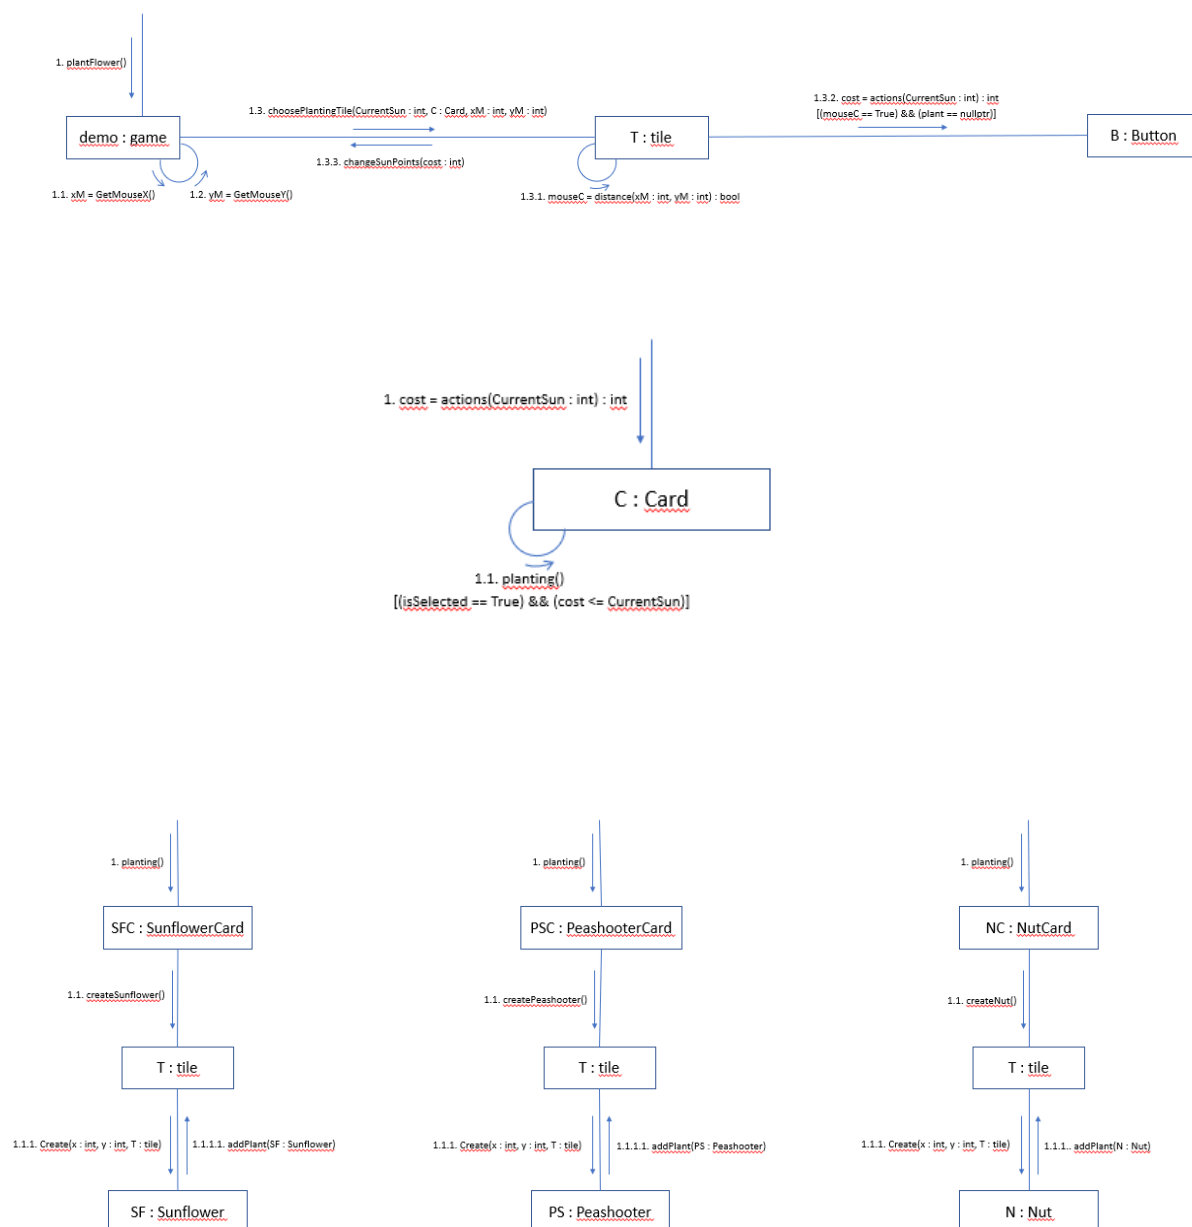 1. plantFlower()
1.3. choosePlantingTile(CurrentSun : int, C : Card, xM : int, yM : int)
1.3.2. cost = actions(CurrentSun : int) : int
[(mouseC == True) && (plant == nullptr)]
demo : game
T : tile
B : Button
1.3.3. changeSunPoints(cost : int)
1.1. xM = GetMouseX()
1.2. yM = GetMouseY()
1.3.1. mouseC = distance(xM : int, yM : int) : bool
1. cost = actions(CurrentSun : int) : int
C : Card
1.1. planting()
[(isSelected == True) && (cost <= CurrentSun)]
1. planting()
1. planting()
1. planting()
SFC : SunflowerCard
PSC : PeashooterCard
NC : NutCard
1.1. createSunflower()
1.1. createPeashooter()
1.1. createNut()
T : tile
T : tile
T : tile
1.1.1. Create(x : int, y : int, T : tile)
1.1.1.1. addPlant(SF : Sunflower)
1.1.1. Create(x : int, y : int, T : tile)
1.1.1.1. addPlant(PS : Peashooter)
1.1.1. Create(x : int, y : int, T : tile)
1.1.1.. addPlant(N : Nut)
SF : Sunflower
PS : Peashooter
N : Nut